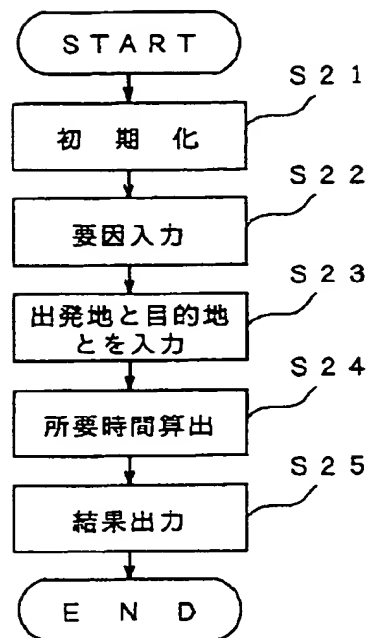 START
S21
初期化
S22
要因入力
S23
出発地と目的地
とを入力
S24
所要時間算出
S25
結果出力
END